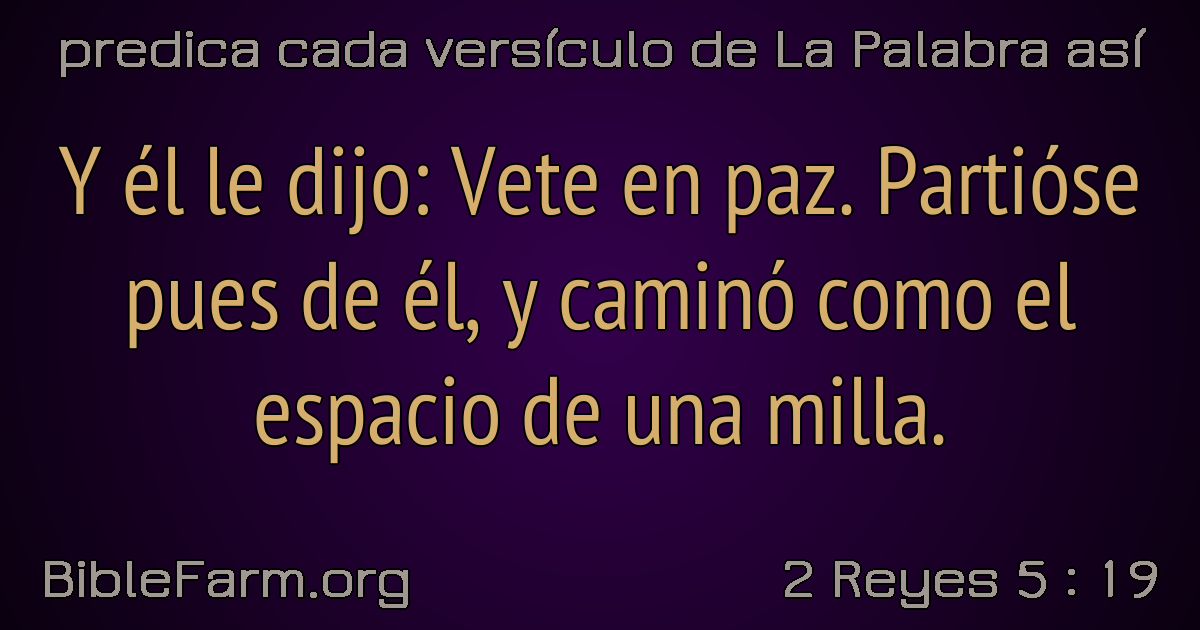 predica cada versículo de La Palabra así
Y él le dijo: Vete en paz. Partióse
pues de él, y caminó como el
espacio de una milla.
BibleFarm.org
2 Reyes 5 : 19